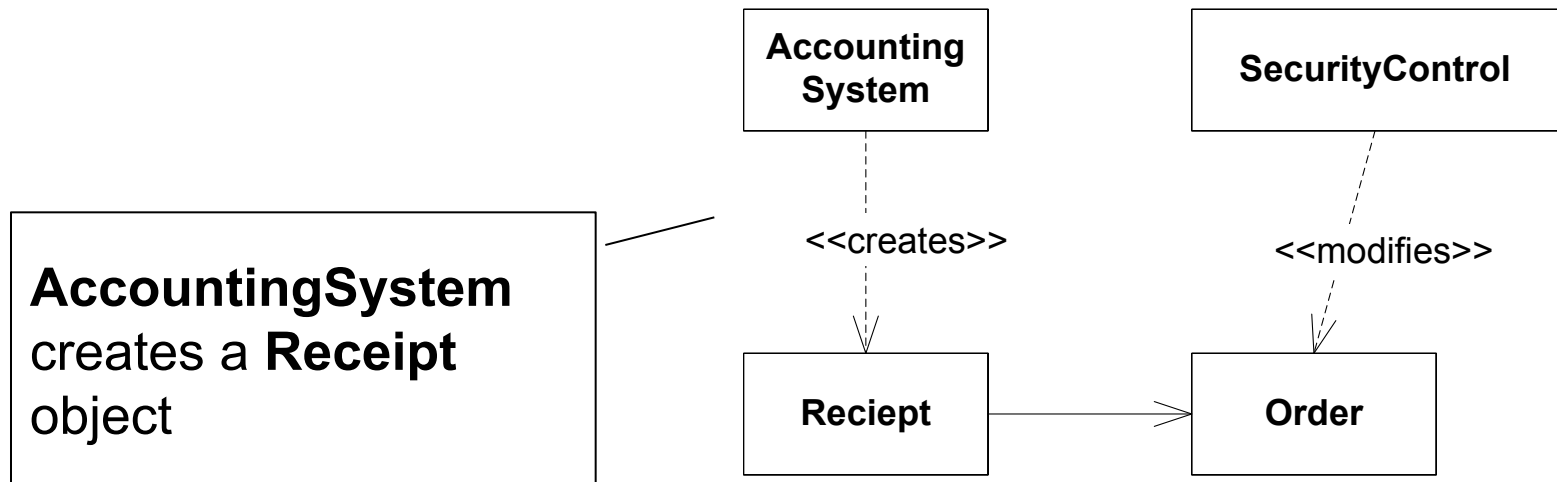 Accounting
System
SecurityControl
<<creates>>
<<modifies>>
AccountingSystem
creates a Receipt
object
Reciept
Order